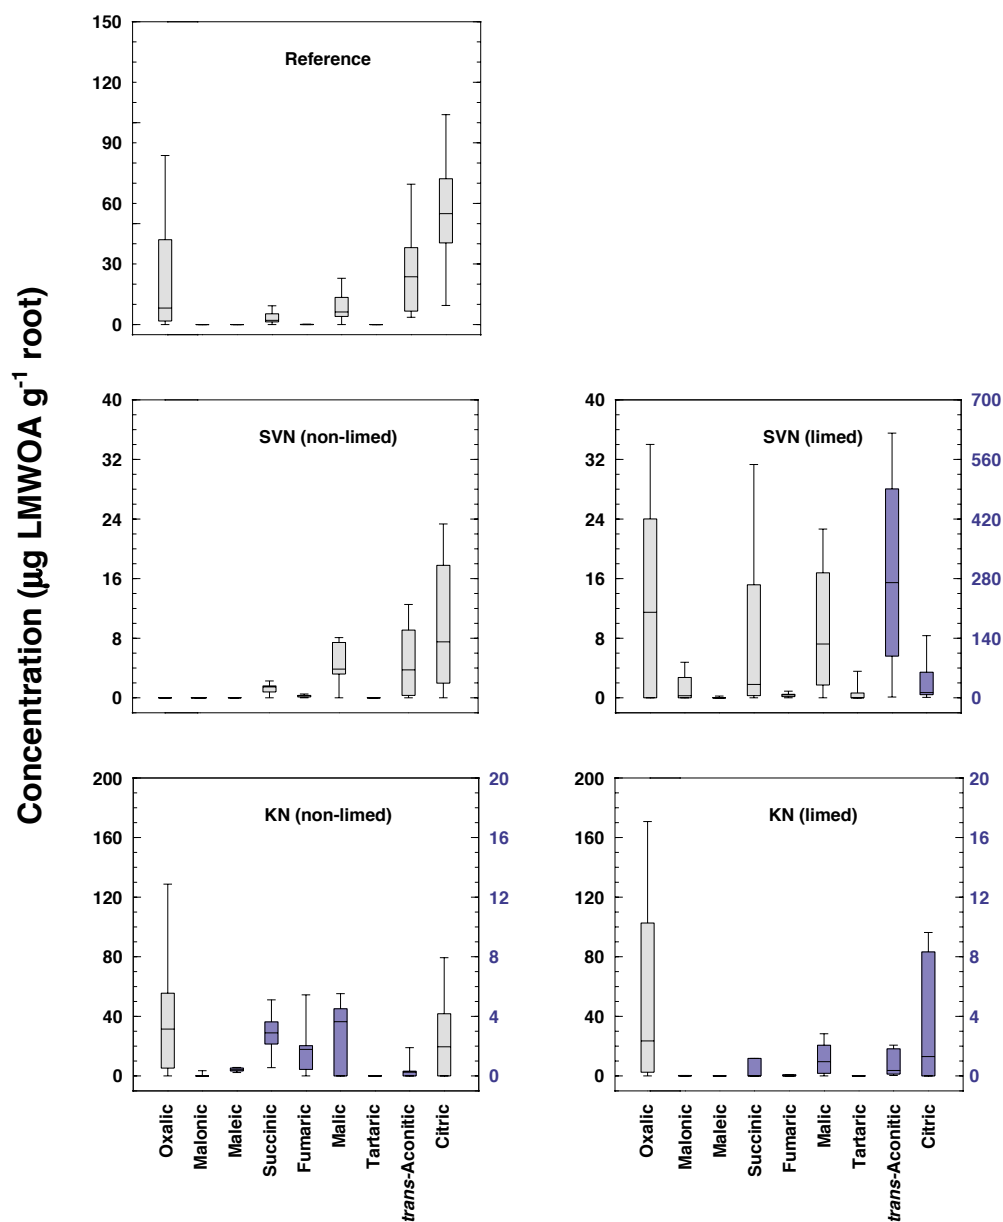 Concentration (µg LMWOA g⁻¹ root)
Reference
150
120
90
60
30
0
SVN (non-limed)
40
32
24
16
8
0
SVN (limed)
40
32
24
16
8
0
700
560
420
280
140
0
KN (non-limed)
200
160
120
80
40
0
20
16
12
8
4
0
Oxalic
Malonic
Maleic
Succinic
Fumaric
Malic
Tartaric
trans-Aconitic
Citric
KN (limed)
200
160
120
80
40
0
20
16
12
8
4
0
Oxalic
Malonic
Maleic
Succinic
Fumaric
Malic
Tartaric
trans-Aconitic
Citric